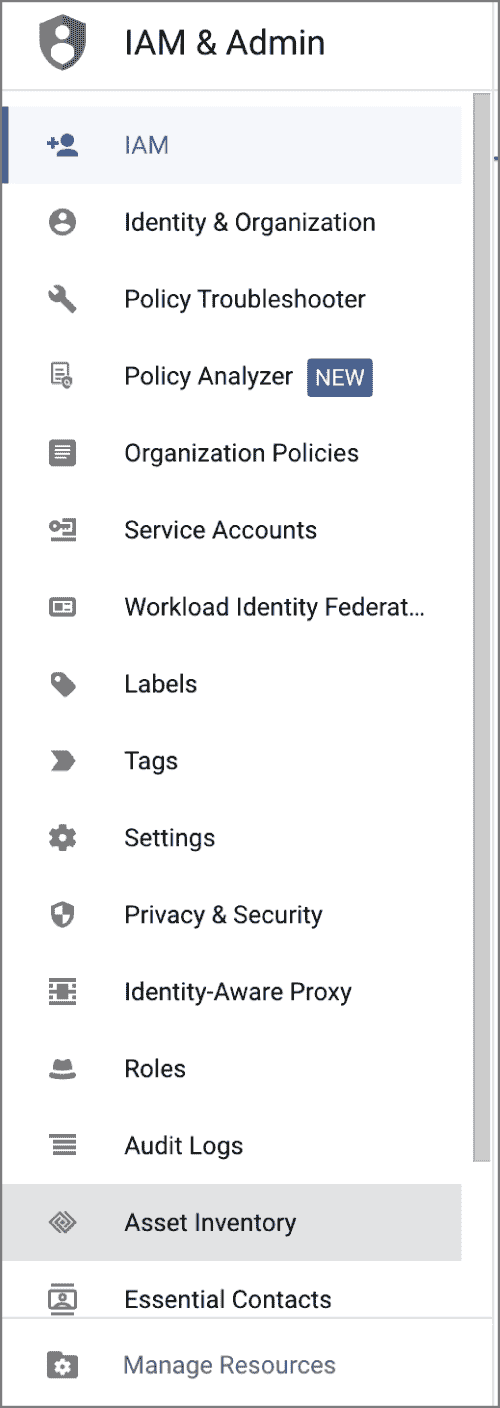 IAM & Admin
IAM
Identity & Organization
Policy Troubleshooter
Policy Analyzer NEW
Organization Policies
Service Accounts
Workload Identity Federat...
Labels
Tags
Settings
Privacy & Security
Identity-Aware Proxy
Roles
Audit Logs
Asset Inventory
Essential Contacts
Manage Resources